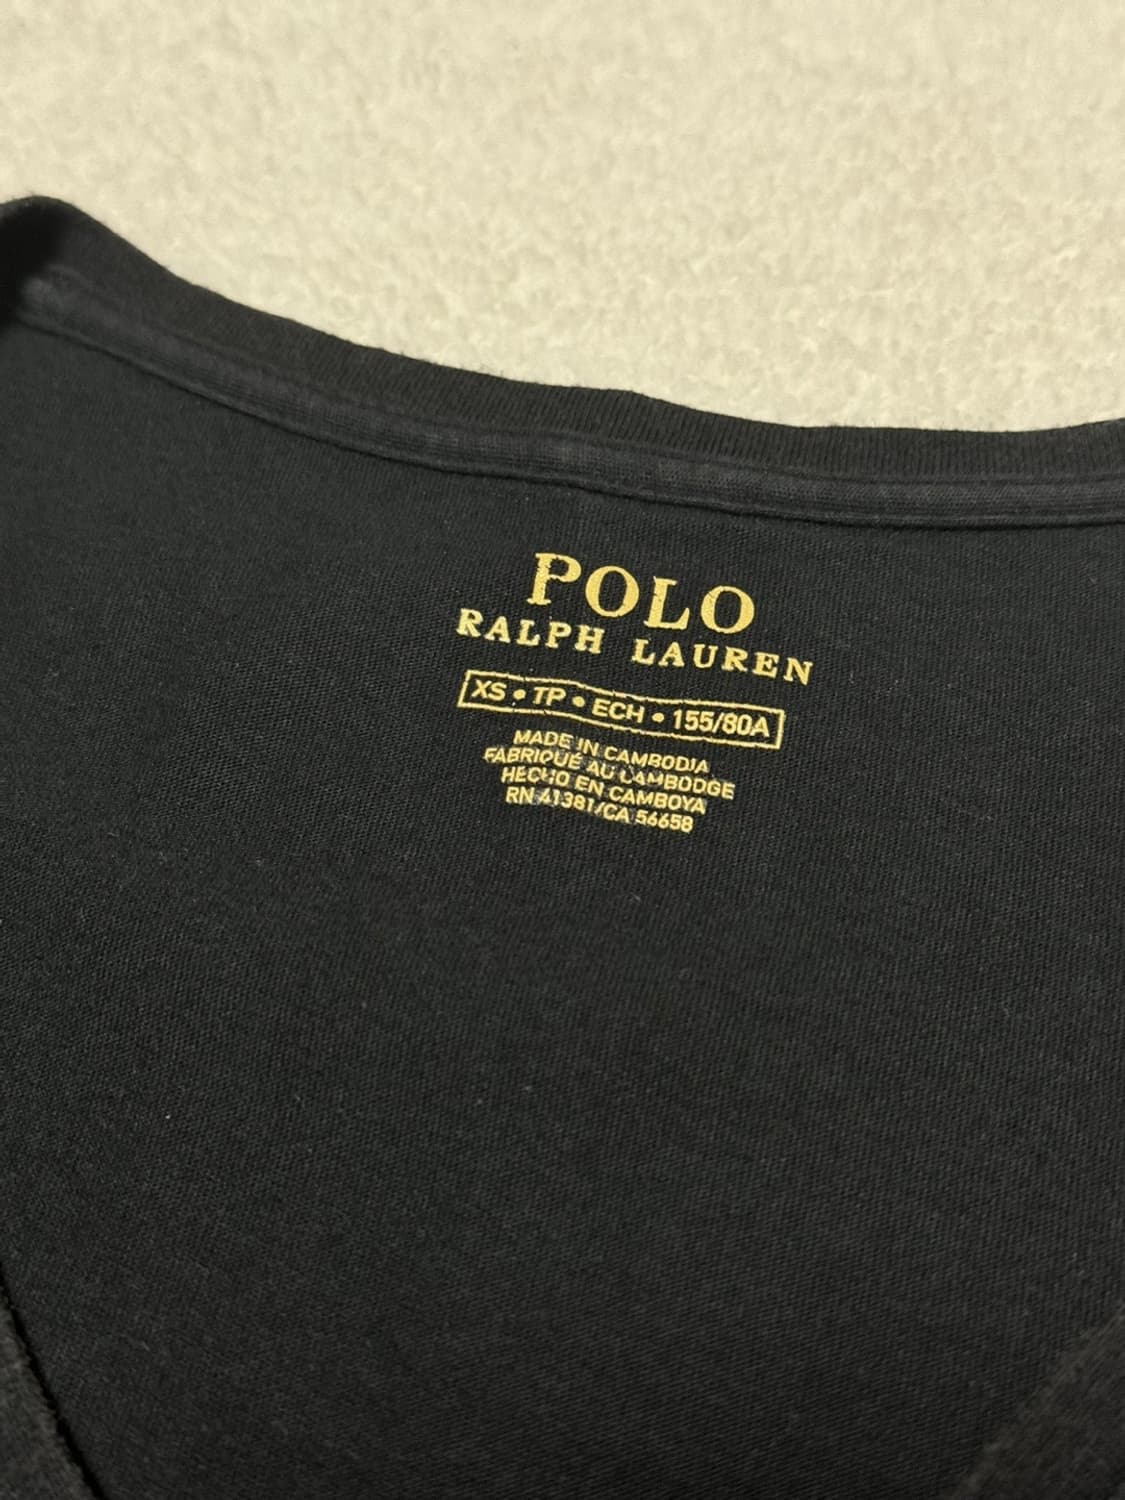 POLO
RALPH LAUREN
XS • TP • ECH • 155/80A
MADE IN CAMBODIA
FABRIQUÉ AU CAMBODGE
HECHO EN CAMBOYA
RN 41381/CA 56658